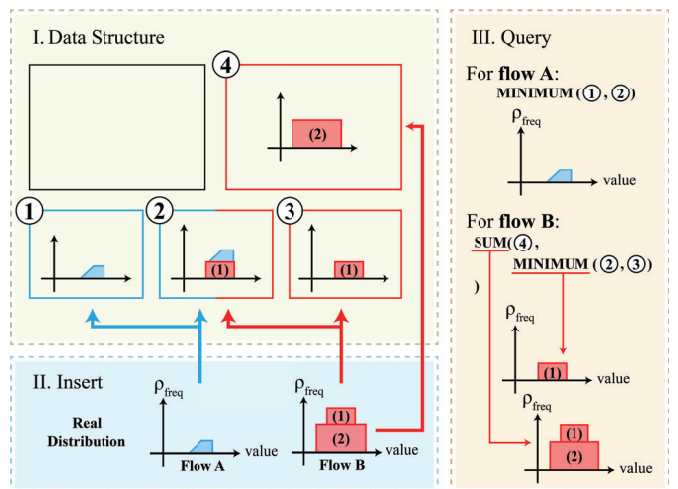 I. Data Structure
4
(2)
1
2
3
(1)
(1)
II. Insert
Real
Distribution
ρfreq
value
Flow A
ρfreq
(1)
(2)
value
Flow B
III. Query
For flow A:
MINIMUM(①, ②)
ρfreq
value
For flow B:
SUM(④,
MINIMUM (②, ③)
)
ρfreq
(1)
value
ρfreq
(1)
(2)
value